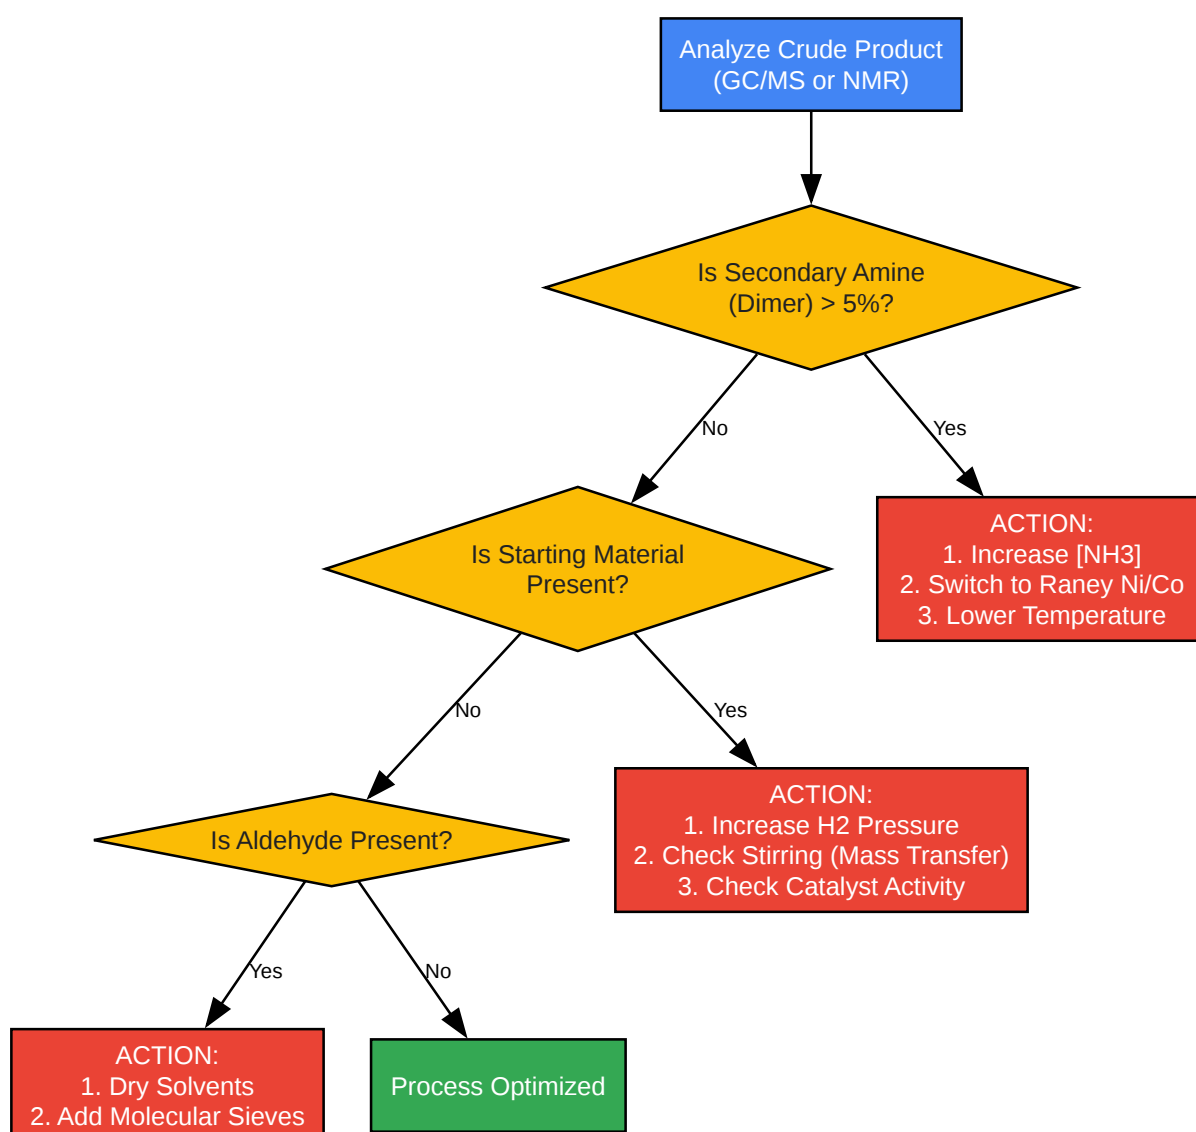 Analyze Crude Product
(GC/MS or NMR)
Is Secondary Amine
(Dimer) > 5%?
No
Yes
Is Starting Material
Present?
ACTION:
1. Increase [NH3]
2. Switch to Raney Ni/Co
3. Lower Temperature
No
Yes
Is Aldehyde Present?
ACTION:
1. Increase H2 Pressure
2. Check Stirring (Mass Transfer)
3. Check Catalyst Activity
Yes
No
ACTION:
1. Dry Solvents
2. Add Molecular Sieves
Process Optimized